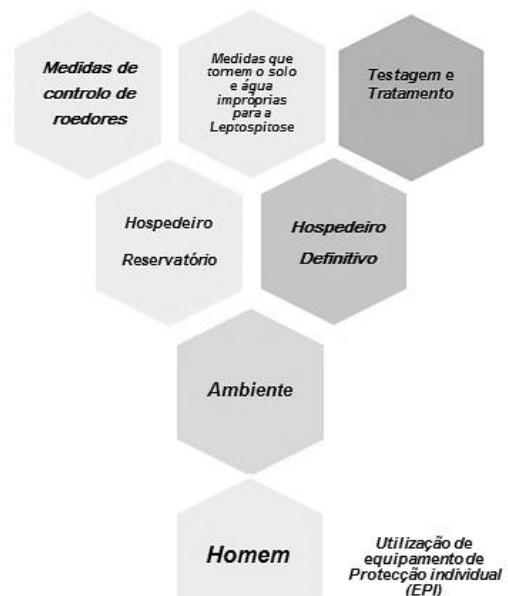 Medidas de
controlo de
roedores
Medidas que
tornem o solo
e água
impróprias
para a
Leptospitose
Testagem e
Tratamento
Hospedeiro
Reservatório
Hospedeiro
Definitivo
Ambiente
Homem
Utilização de
equipamento de
Protecção individual
(EPI)